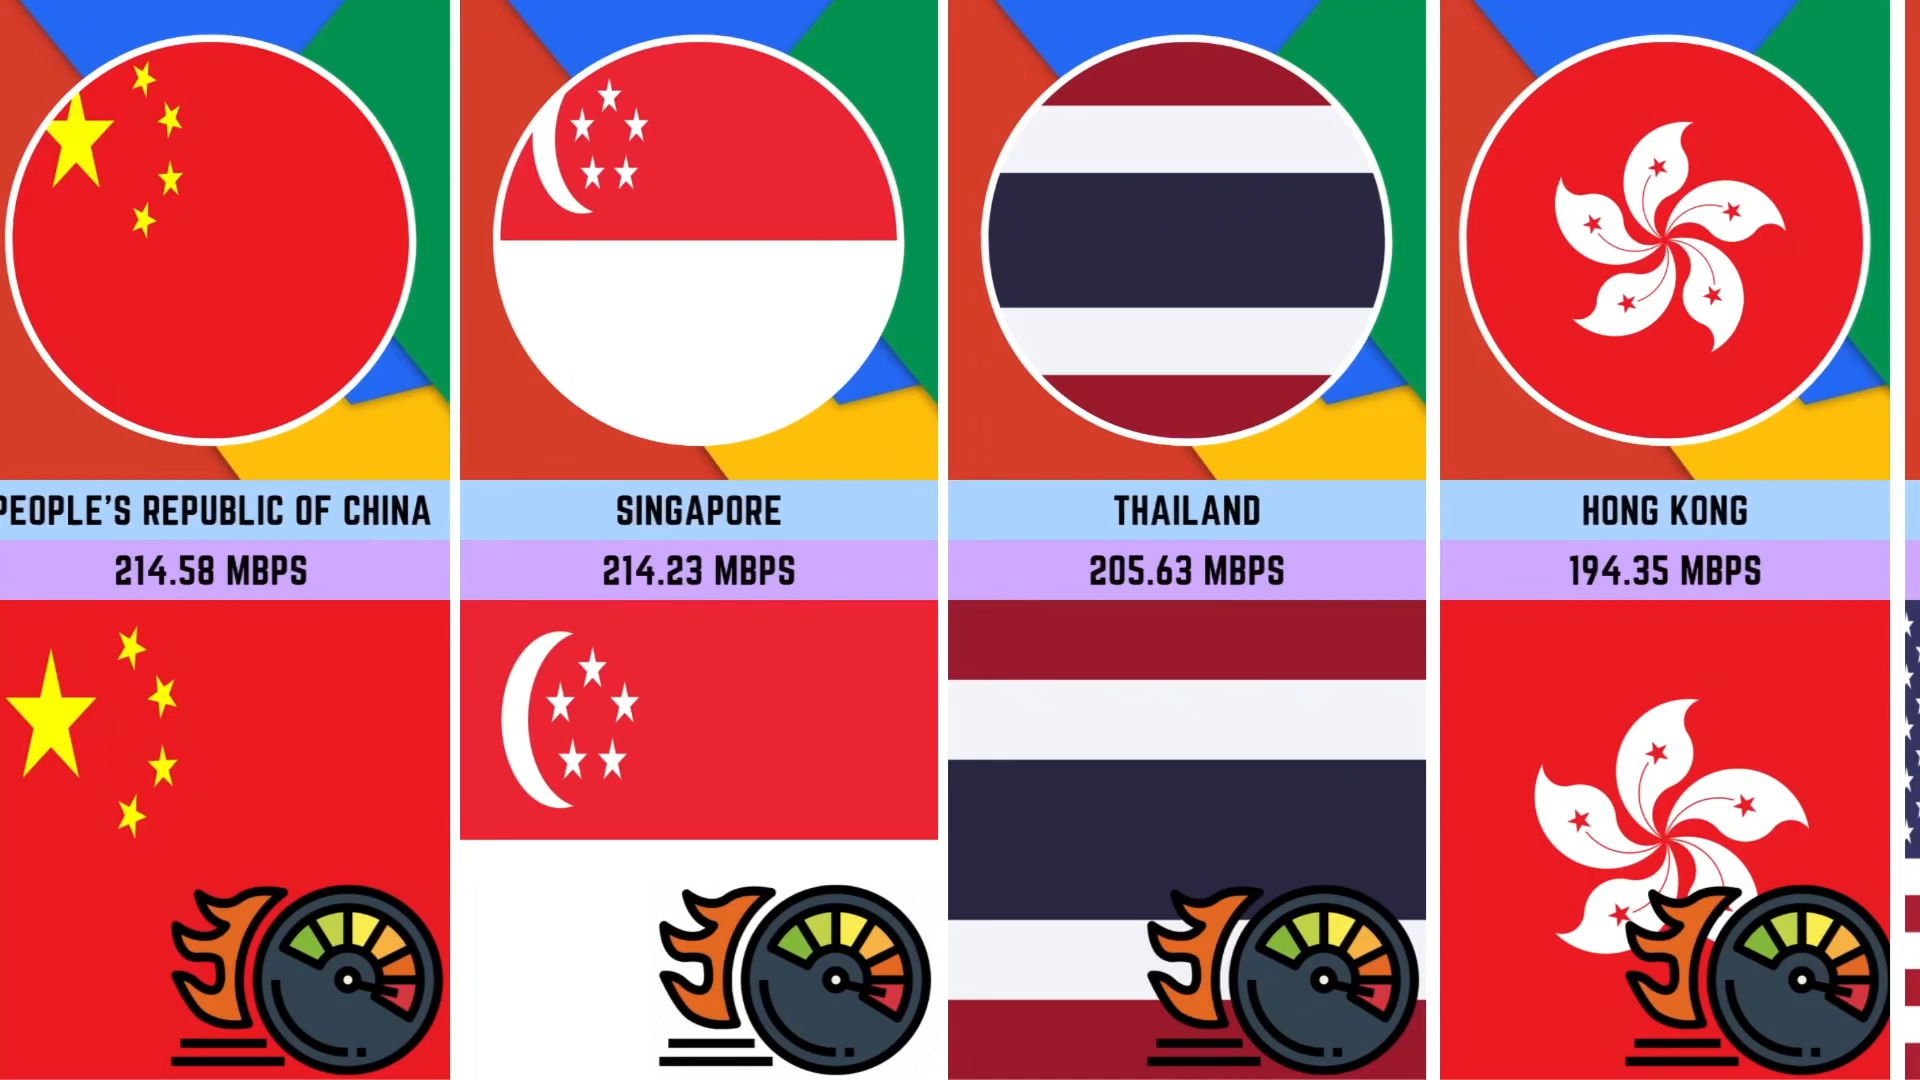 PEOPLE'S REPUBLIC OF CHINA
214.58 MBPS
SINGAPORE
214.23 MBPS
THAILAND
205.63 MBPS
HONG KONG
194.35 MBPS